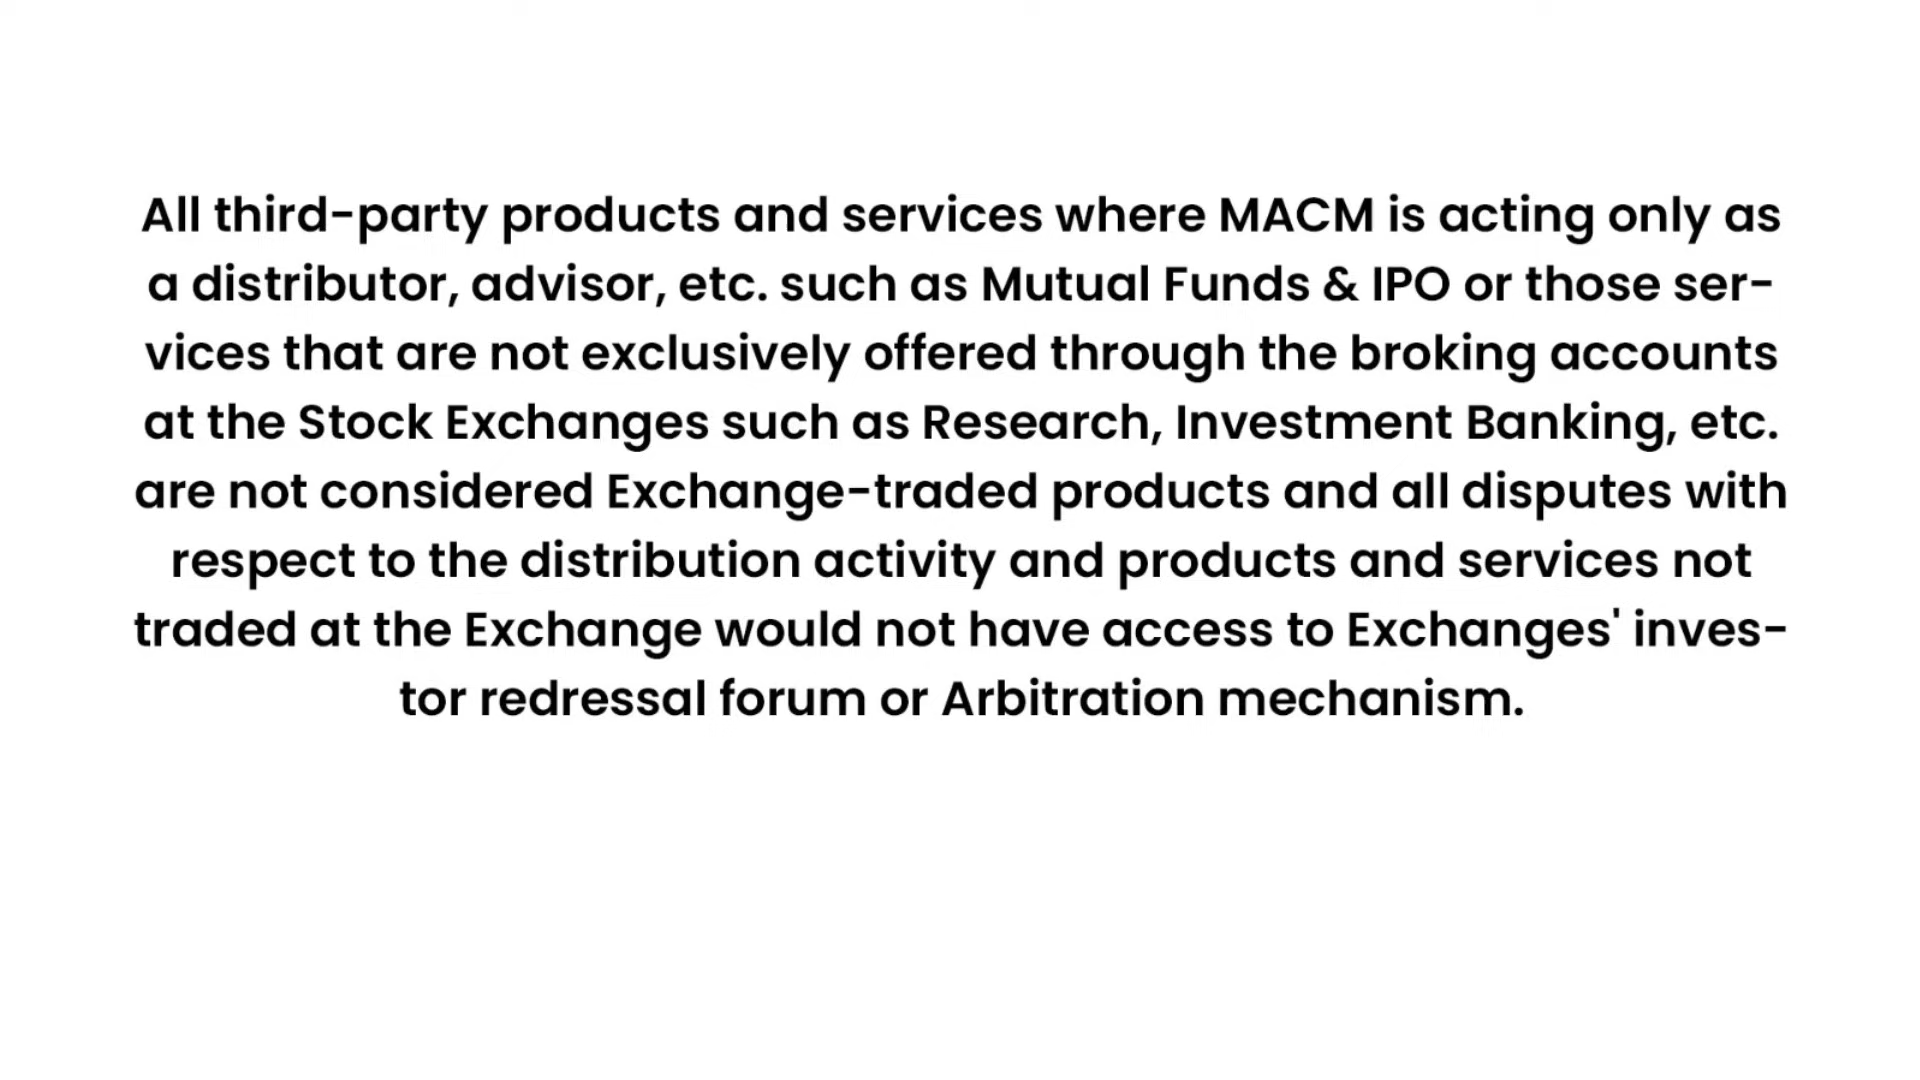 All third-party products and services where MACM is acting only as
a distributor, advisor, etc. such as Mutual Funds & IPO or those ser-
vices that are not exclusively offered through the broking accounts
at the Stock Exchanges such as Research, Investment Banking, etc.
are not considered Exchange-traded products and all disputes with
respect to the distribution activity and products and services not
traded at the Exchange would not have access to Exchanges' inves-
tor redressal forum or Arbitration mechanism.